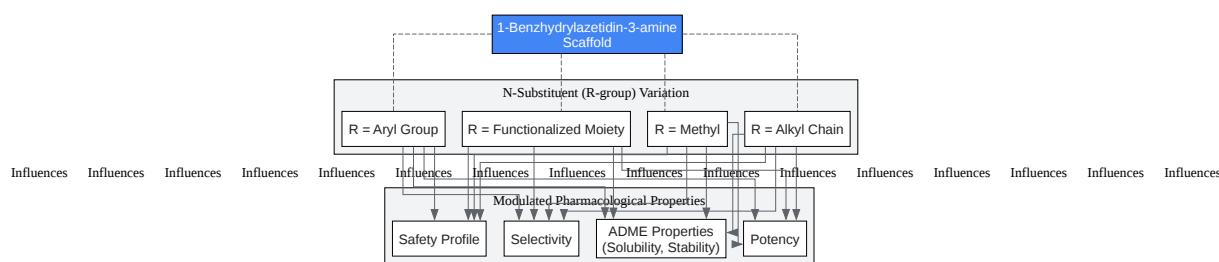 1-Benzhydrylazetidin-3-amine
Scaffold
N-Substituent (R-group) Variation
R = Aryl Group
R = Functionalized Moiety
R = Methyl
R = Alkyl Chain
Influences Influences Influences Influences Influences Influences Influences Influences Influences Influences Influences Influences Influences Influences Influences Influences
Modulated Pharmacological Properties
Safety Profile
Selectivity
ADME Properties
(Solubility, Stability)
Potency